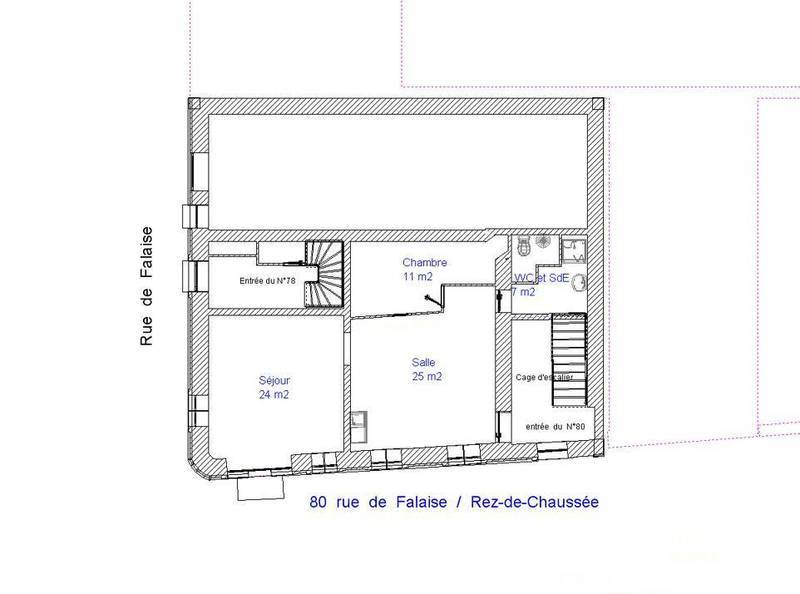 Rue de Falaise
Entrée du N°78
Chambre
11 m2
WC et SdE
7 m2
Séjour
24 m2
Salle
25 m2
Cage d'escalier
entrée du N°80
80 rue de Falaise / Rez-de-Chaussée